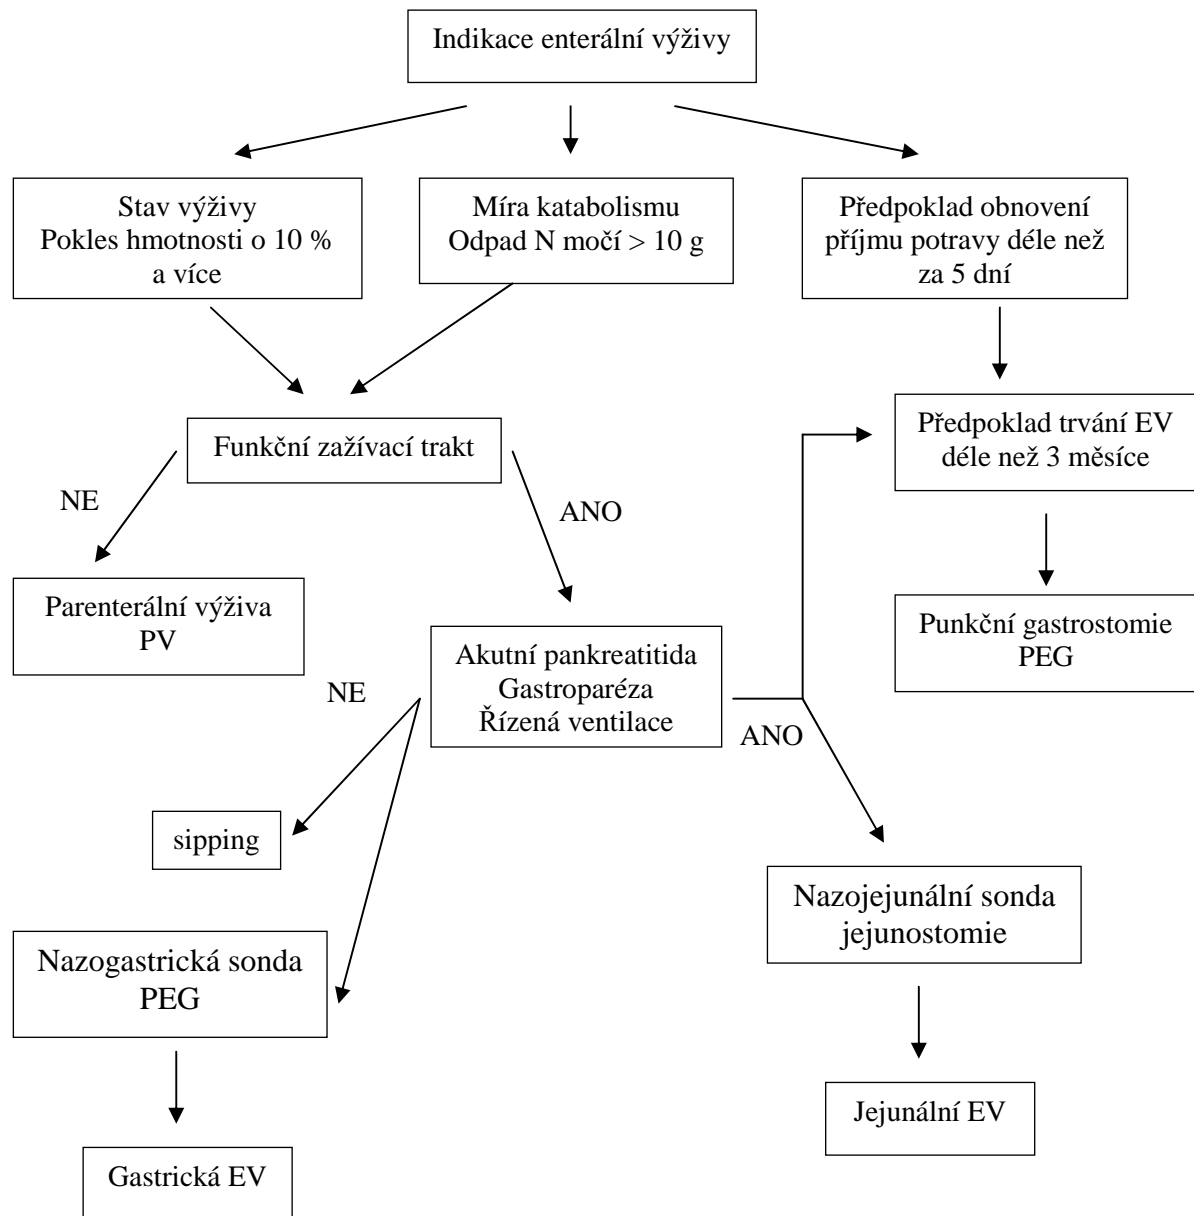 Indikace enterální výživy
Stav výživy
Pokles hmotnosti o 10 %
a více
Míra katabolismu
Odpad N močí > 10 g
Předpoklad obnovení
příjmu potravy déle než
za 5 dní
Funkční zažívací trakt
Předpoklad trvání EV
déle než 3 měsíce
NE
ANO
Parenterální výživa
PV
Punkční gastrostomie
PEG
Akutní pankreatitida
Gastroparéza
Řízená ventilace
NE
ANO
sipping
Nazojejunální sonda
jejunostomie
Nazogastrická sonda
PEG
Jejunální EV
Gastrická EV